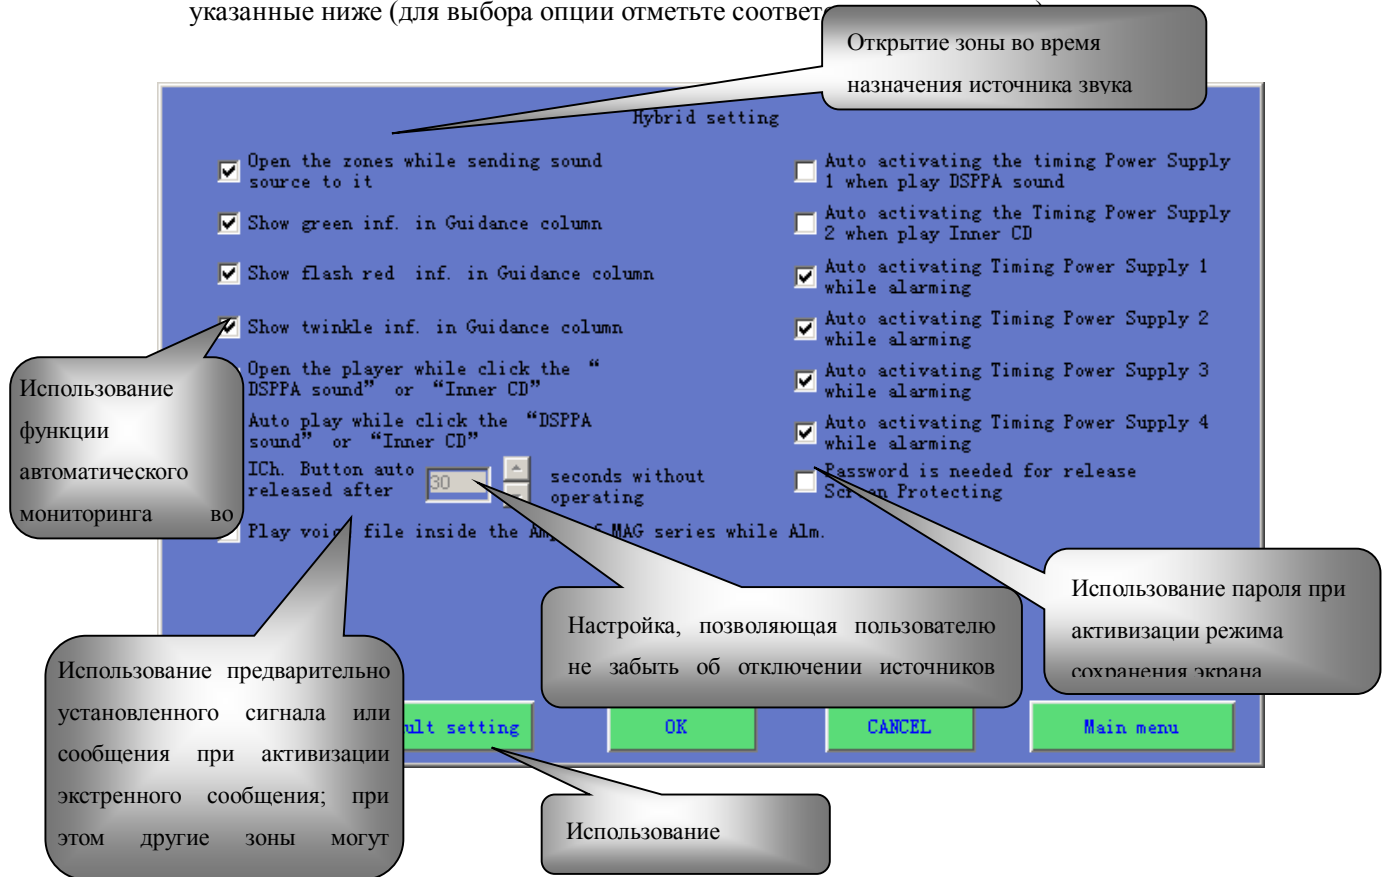 указанные ниже (для выбора опции отметьте
Открытие зоны во время
назначения источника звука
Hybrid setting
Open the zones while sending sound
source to it
Show green inf. in Guidance column
Show flash red inf. in Guidance column
Show twinkle inf. in Guidance column
Open the player while click the “
DSPPA sound” or “Inner CD”
Auto play while click the “DSPPA
sound” or “Inner CD”
ICh. Button auto
released after
30
seconds without
operating
Play voice file inside the Amp. of MAG series while Alm.
Auto activating the timing Power Supply
1 when play DSPPA sound
Auto activating the Timing Power Supply
2 when play Inner CD
Auto activating Timing Power Supply 1
while alarming
Auto activating Timing Power Supply 2
while alarming
Auto activating Timing Power Supply 3
while alarming
Auto activating Timing Power Supply 4
while alarming
Password is needed for release
Screen Protecting
Использование
функции
автоматического
мониторинга во
Использование предварительно
установленного сигнала или
сообщения при активизации
экстренного сообщения; при
этом другие зоны могут
Настройка, позволяющая пользователю
не забыть об отключении источников
Использование пароля при
активизации режима
сохранения экрана
setting
OK
CANCEL
Main menu
Использование